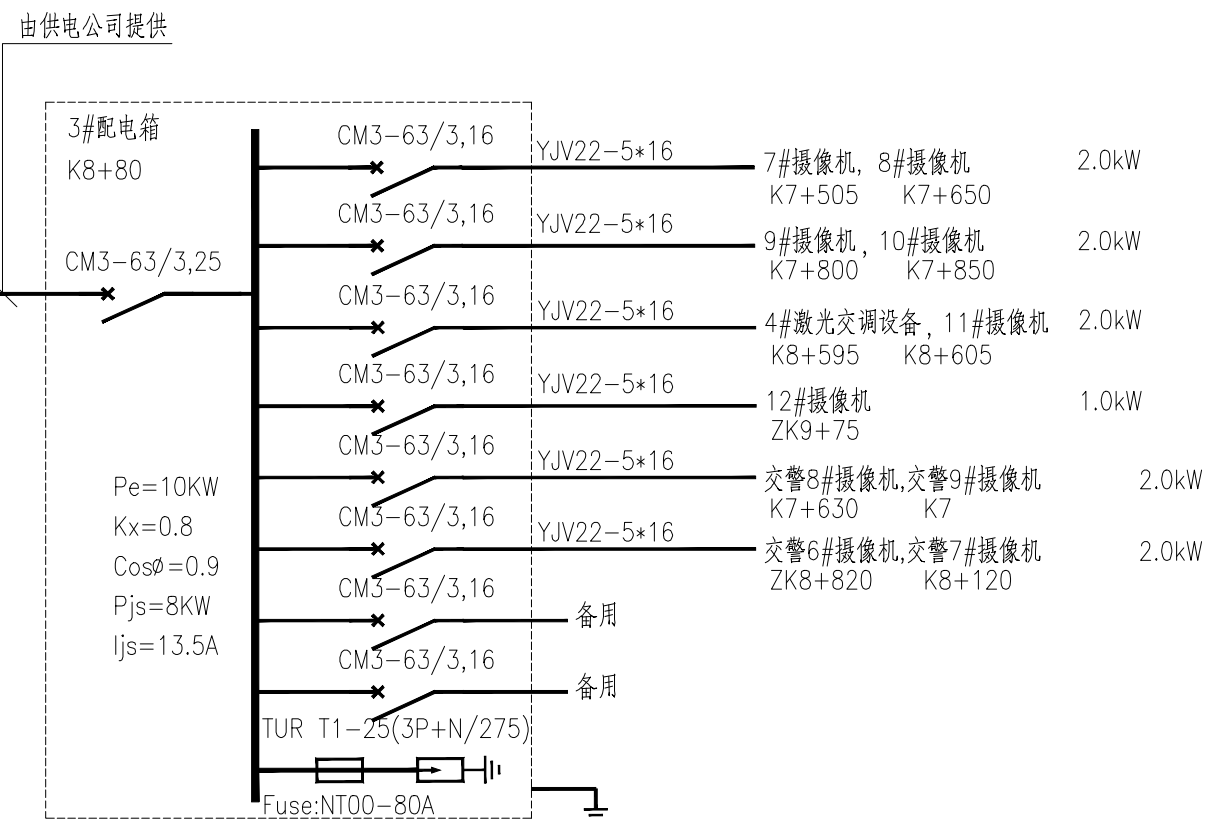 由供电公司提供
3#配电箱
K8+80
CM3-63/3,25
CM3-63/3,16
YJV22-5*16
7#摄像机, 8#摄像机 2.0kW
K7+505 K7+650
CM3-63/3,16
YJV22-5*16
9#摄像机, 10#摄像机 2.0kW
K7+800 K7+850
CM3-63/3,16
YJV22-5*16
4#激光交调设备, 11#摄像机 2.0kW
K8+595 K8+605
CM3-63/3,16
YJV22-5*16
12#摄像机 1.0kW
ZK9+75
CM3-63/3,16
YJV22-5*16
交警8#摄像机,交警9#摄像机 2.0kW
K7+630 K7
CM3-63/3,16
YJV22-5*16
交警6#摄像机,交警7#摄像机 2.0kW
ZK8+820 K8+120
CM3-63/3,16
备用
CM3-63/3,16
备用
Pe=10KW
Kx=0.8
Cosø=0.9
Pjs=8KW
Ijs=13.5A
TUR T1-25(3P+N/275)
Fuse:NT00-80A